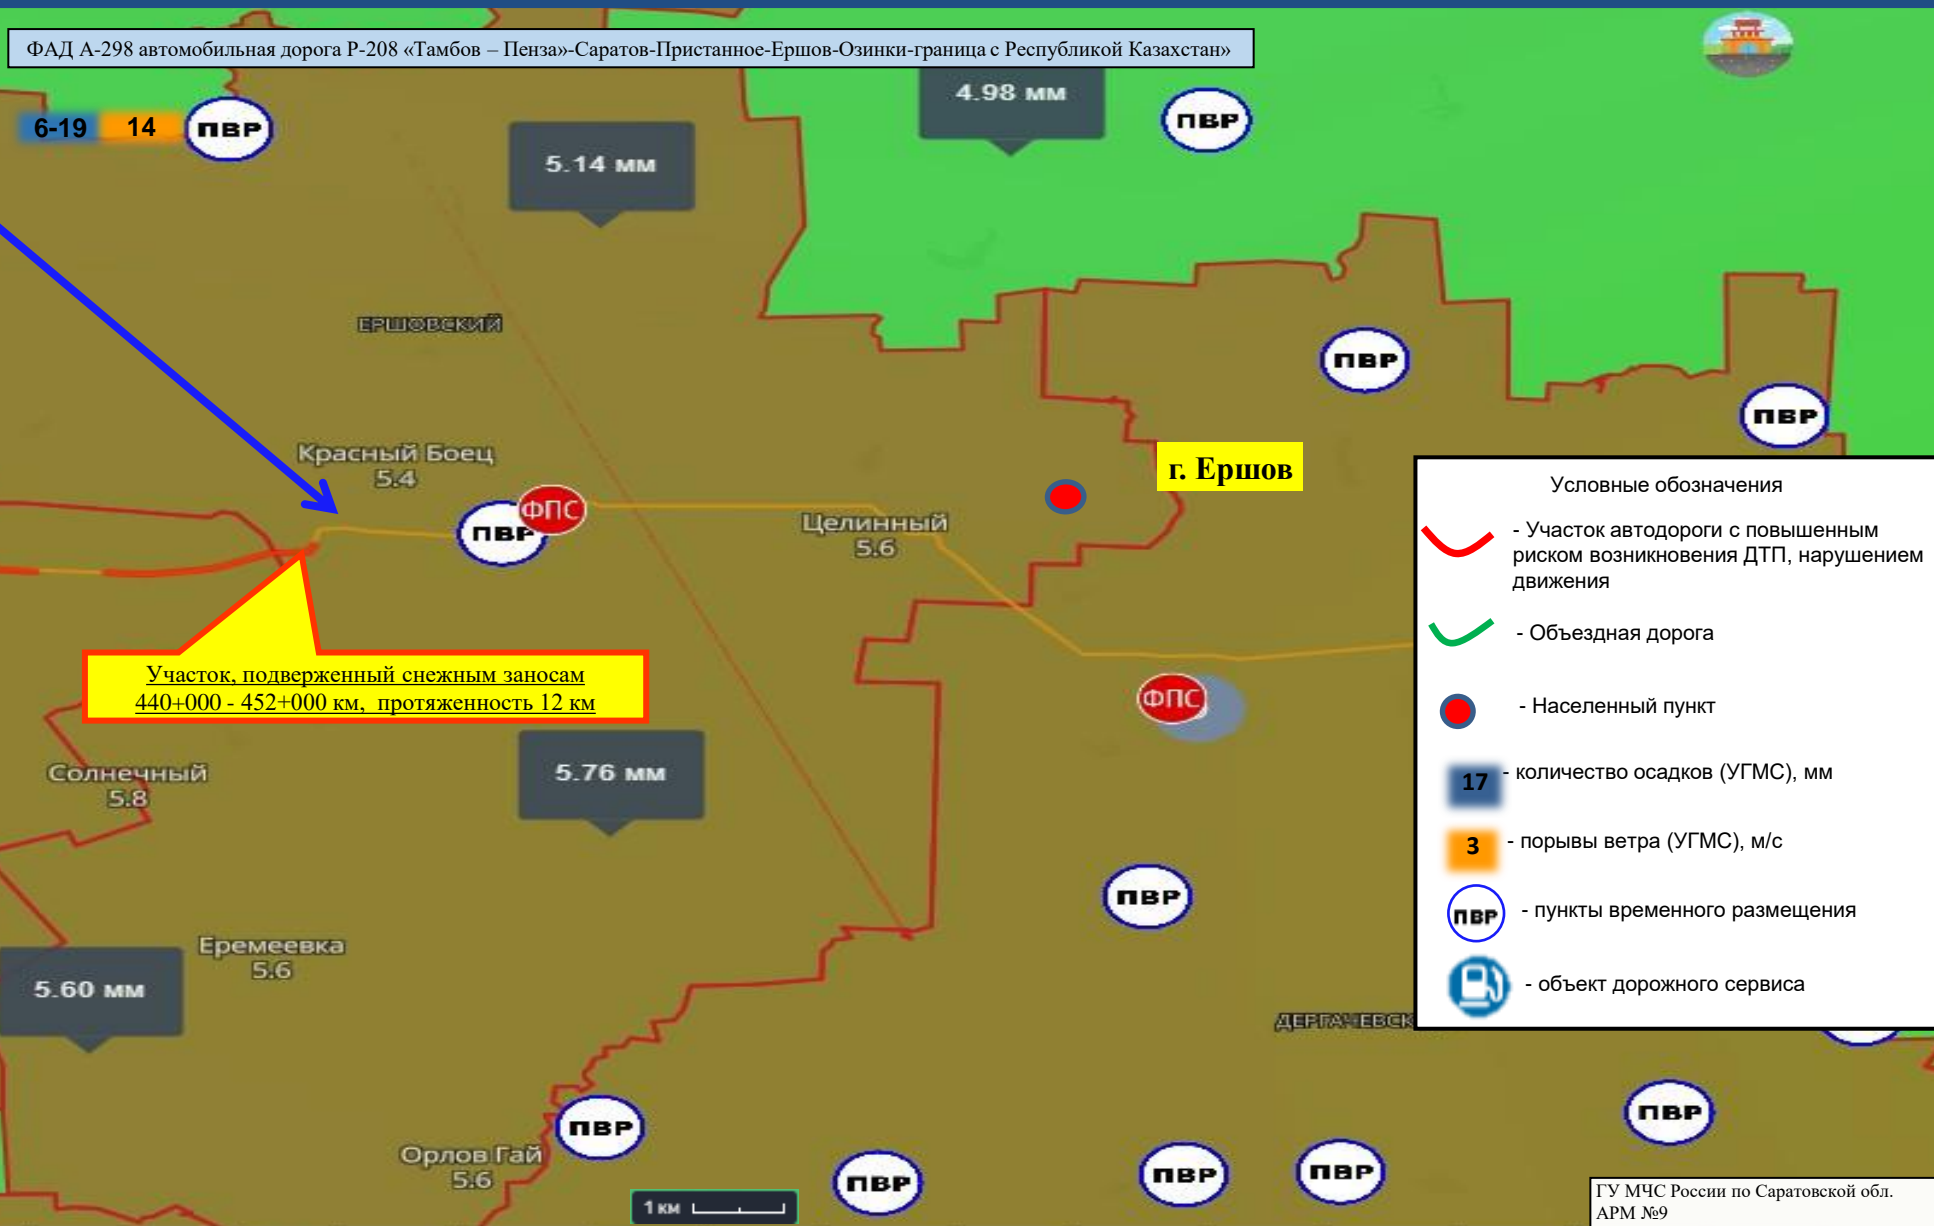 ФАД А-298 автомобильная дорога Р-208 «Тамбов – Пенза»-Саратов-Пристанное-Ершов-Озинки-граница с Республикой Казахстан»
4.98 мм
ПВР
6-19 14 ПВР
5.14 мм
ЕРШОВСКИЙ
ПВР
ПВР
Красный Боец
5.4
г. Ершов
ФПС
ПВР
Целинный
5.6
Участок, подверженный снежным заносам
440+000 - 452+000 км, протяженность 12 км
ФПС
Солнечный
5.8
5.76 мм
ПВР
Еремеевка
5.6
5.60 мм
ДЕРГАЧЕВСК
ПВР
ПВР
Орлов Гай
5.6
ПВР
ПВР
ПВР
1 км
Условные обозначения
- Участок автодороги с повышенным
риском возникновения ДТП, нарушением
движения
- Объездная дорога
- Населенный пункт
17 - количество осадков (УГМС), мм
3 - порывы ветра (УГМС), м/с
ПВР - пункты временного размещения
- объект дорожного сервиса
ГУ МЧС России по Саратовской обл.
АРМ №9